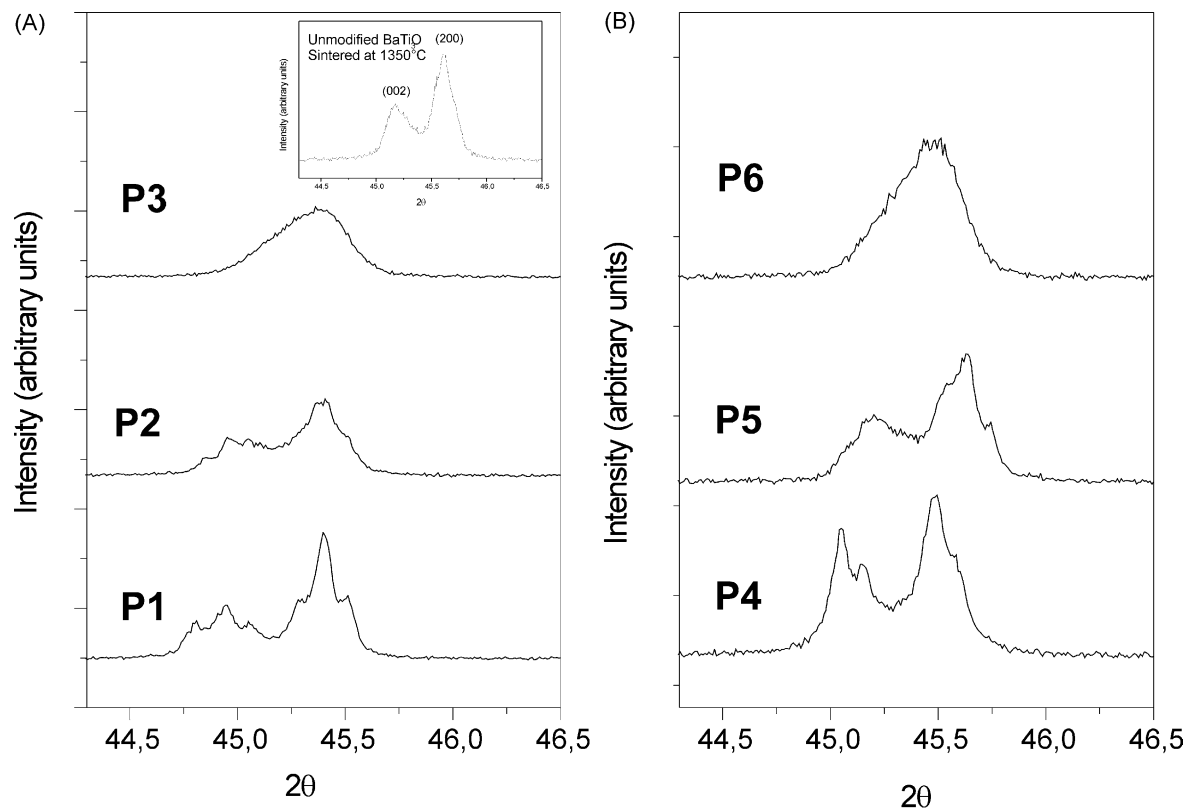 (A)
Unmodified BaTiO3
Sintered at 1350°C
(200)
(002)
Intensity (arbitrary units)
44,5 45,0 45,5 46,0 46,5
2θ
P3
P2
P1
Intensity (arbitrary units)
44,5 45,0 45,5 46,0 46,5
2θ
(B)
P6
P5
P4
Intensity (arbitrary units)
44,5 45,0 45,5 46,0 46,5
2θ